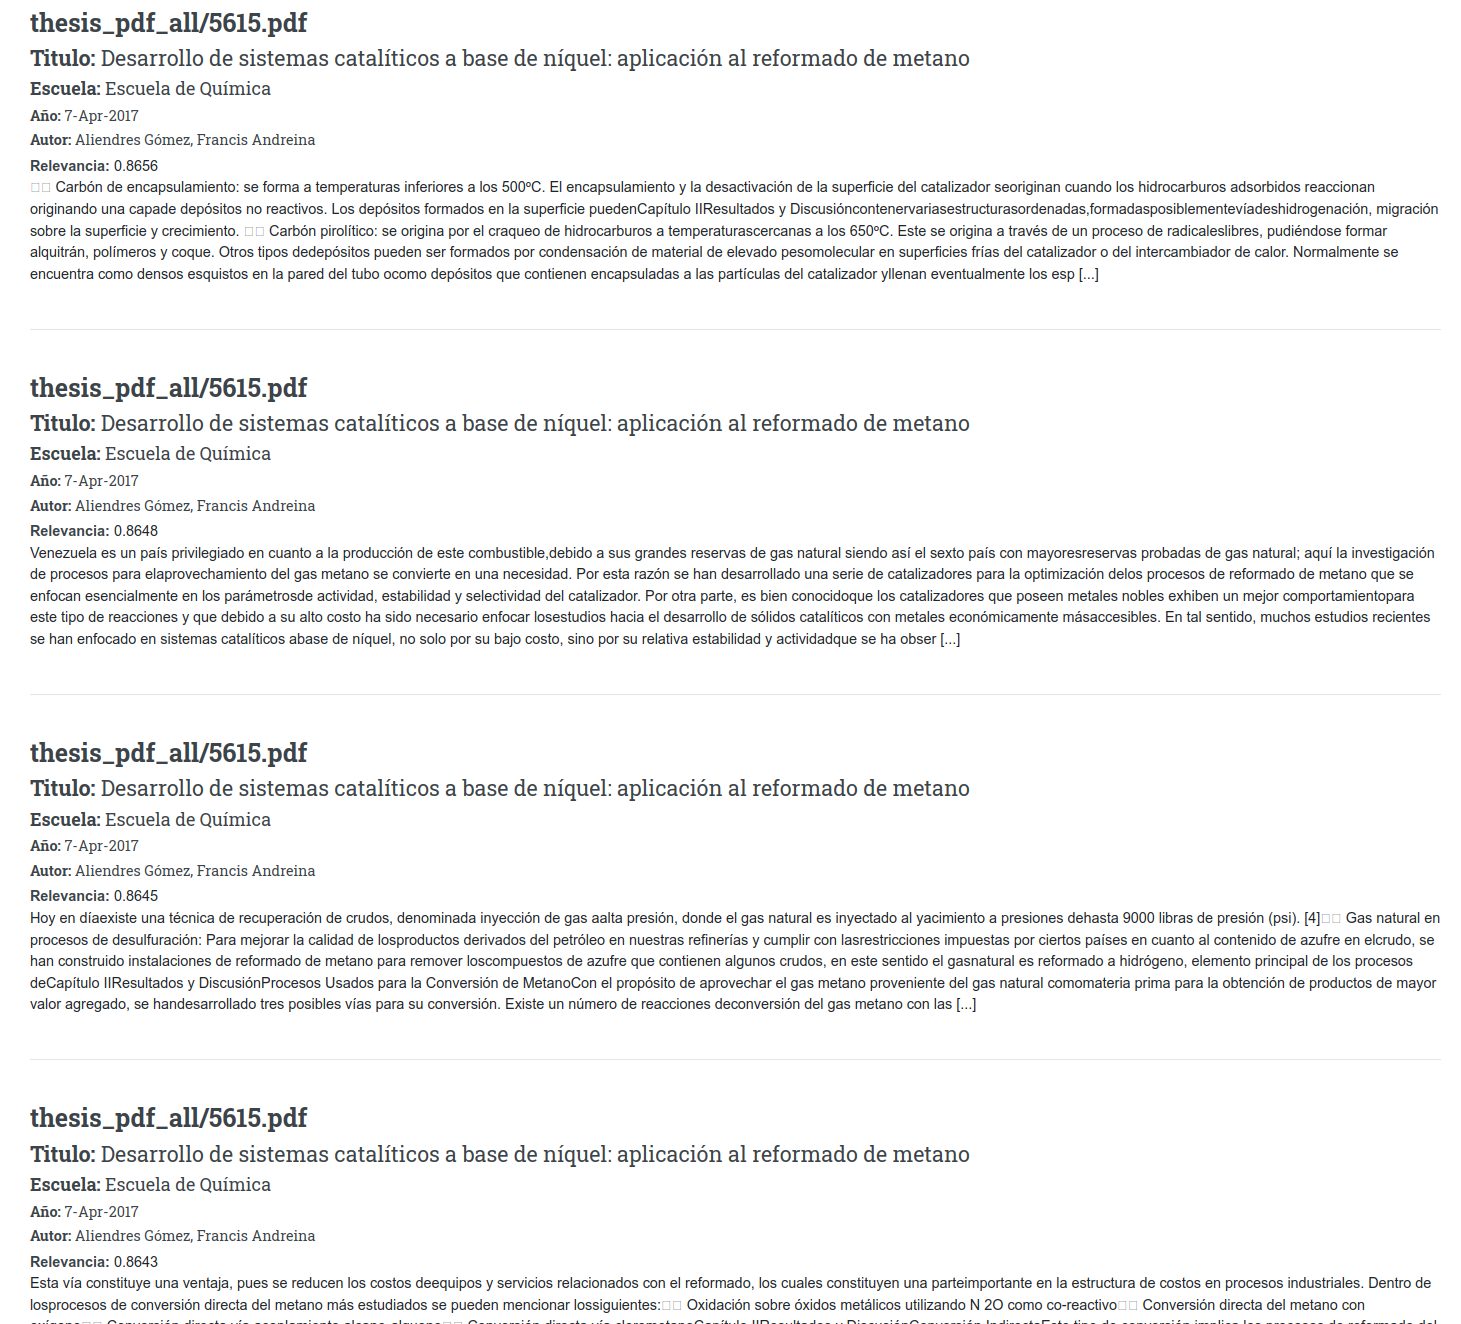 thesis_pdf_all/5615.pdf
Titulo: Desarrollo de sistemas catalíticos a base de níquel: aplicación al reformado de metano
Escuela: Escuela de Química
Año: 7-Apr-2017
Autor: Aliendres Gómez, Francis Andreina
Relevancia: 0.8656
Carbón de encapsulamiento: se forma a temperaturas inferiores a los 500ºC. El encapsulamiento y la desactivación de la superficie del catalizador seoriginan cuando los hidrocarburos adsorbidos reaccionan
originando una capade depósitos no reactivos. Los depósitos formados en la superficie puedenCapítulo IIResultados y Discusióncontenervariasestructurasordenadas,formadasposiblementevíadeshidrogenación, migración
sobre la superficie y crecimiento. Carbón pirolítico: se origina por el craqueo de hidrocarburos a temperaturascercanas a los 650ºC. Este se origina a través de un proceso de radicaleslibres, pudiéndose formar
alquitrán, polímeros y coque. Otros tipos dedepósitos pueden ser formados por condensación de material de elevado pesomolecular en superficies frías del catalizador o del intercambiador de calor. Normalmente se
encuentra como densos esquistos en la pared del tubo ocomo depósitos que contienen encapsuladas a las partículas del catalizador yllenan eventualmente los esp [...]
thesis_pdf_all/5615.pdf
Titulo: Desarrollo de sistemas catalíticos a base de níquel: aplicación al reformado de metano
Escuela: Escuela de Química
Año: 7-Apr-2017
Autor: Aliendres Gómez, Francis Andreina
Relevancia: 0.8648
Venezuela es un país privilegiado en cuanto a la producción de este combustible,debido a sus grandes reservas de gas natural siendo así el sexto país con mayoresreservas probadas de gas natural; aquí la investigación
de procesos para elaprovechamiento del gas metano se convierte en una necesidad. Por esta razón se han desarrollado una serie de catalizadores para la optimización delos procesos de reformado de metano que se
enfocan esencialmente en los parámetrosde actividad, estabilidad y selectividad del catalizador. Por otra parte, es bien conocidoque los catalizadores que poseen metales nobles exhiben un mejor comportamientopara
este tipo de reacciones y que debido a su alto costo ha sido necesario enfocar losestudios hacia el desarrollo de sólidos catalíticos con metales económicamente másaccesibles. En tal sentido, muchos estudios recientes
se han enfocado en sistemas catalíticos abase de níquel, no solo por su bajo costo, sino por su relativa estabilidad y actividadque se ha obser [...]
thesis_pdf_all/5615.pdf
Titulo: Desarrollo de sistemas catalíticos a base de níquel: aplicación al reformado de metano
Escuela: Escuela de Química
Año: 7-Apr-2017
Autor: Aliendres Gómez, Francis Andreina
Relevancia: 0.8645
Hoy en díaexiste una técnica de recuperación de crudos, denominada inyección de gas aalta presión, donde el gas natural es inyectado al yacimiento a presiones dehasta 9000 libras de presión (psi). [4] Gas natural en
procesos de desulfuración: Para mejorar la calidad de losproductos derivados del petróleo en nuestras refinerías y cumplir con lasrestricciones impuestas por ciertos países en cuanto al contenido de azufre en elcrudo, se
han construido instalaciones de reformado de metano para remover loscompuestos de azufre que contienen algunos crudos, en este sentido el gasnatural es reformado a hidrógeno, elemento principal de los procesos
deCapítulo IIResultados y DiscusiónProcesos Usados para la Conversión de MetanoCon el propósito de aprovechar el gas metano proveniente del gas natural comomateria prima para la obtención de productos de mayor
valor agregado, se handesarrollado tres posibles vías para su conversión. Existe un número de reacciones deconversión del gas metano con las [...]
thesis_pdf_all/5615.pdf
Titulo: Desarrollo de sistemas catalíticos a base de níquel: aplicación al reformado de metano
Escuela: Escuela de Química
Año: 7-Apr-2017
Autor: Aliendres Gómez, Francis Andreina
Relevancia: 0.8643
Esta vía constituye una ventaja, pues se reducen los costos deequipos y servicios relacionados con el reformado, los cuales constituyen una parteimportante en la estructura de costos en procesos industriales. Dentro de
losprocesos de conversión directa del metano más estudiados se pueden mencionar lossiguientes: Oxidación sobre óxidos metálicos utilizando N 2O como co-reactivo Conversión directa del metano con